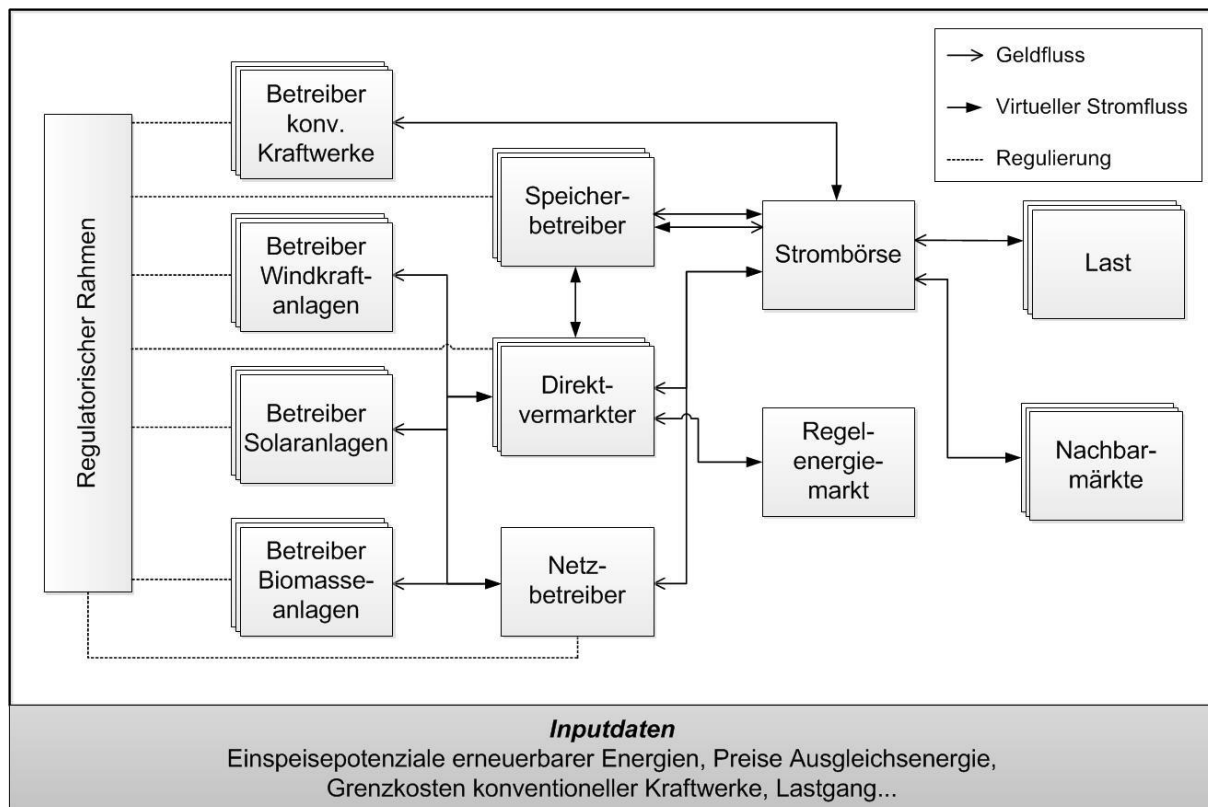 Geldfluss
Virtueller Stromfluss
Regulierung
Regulatorischer Rahmen
Betreiber
konv.
Kraftwerke
Speicher-
betreiber
Betreiber
Windkraft-
anlagen
Strombörse
Last
Direkt-
vermarkter
Betreiber
Solaranlagen
Regel-
energie-
markt
Nachbar-
märkte
Betreiber
Biomasse-
anlagen
Netz-
betreiber
Inputdaten
Einspeisepotenziale erneuerbarer Energien, Preise Ausgleichsenergie,
Grenzkosten konventioneller Kraftwerke, Lastgang...